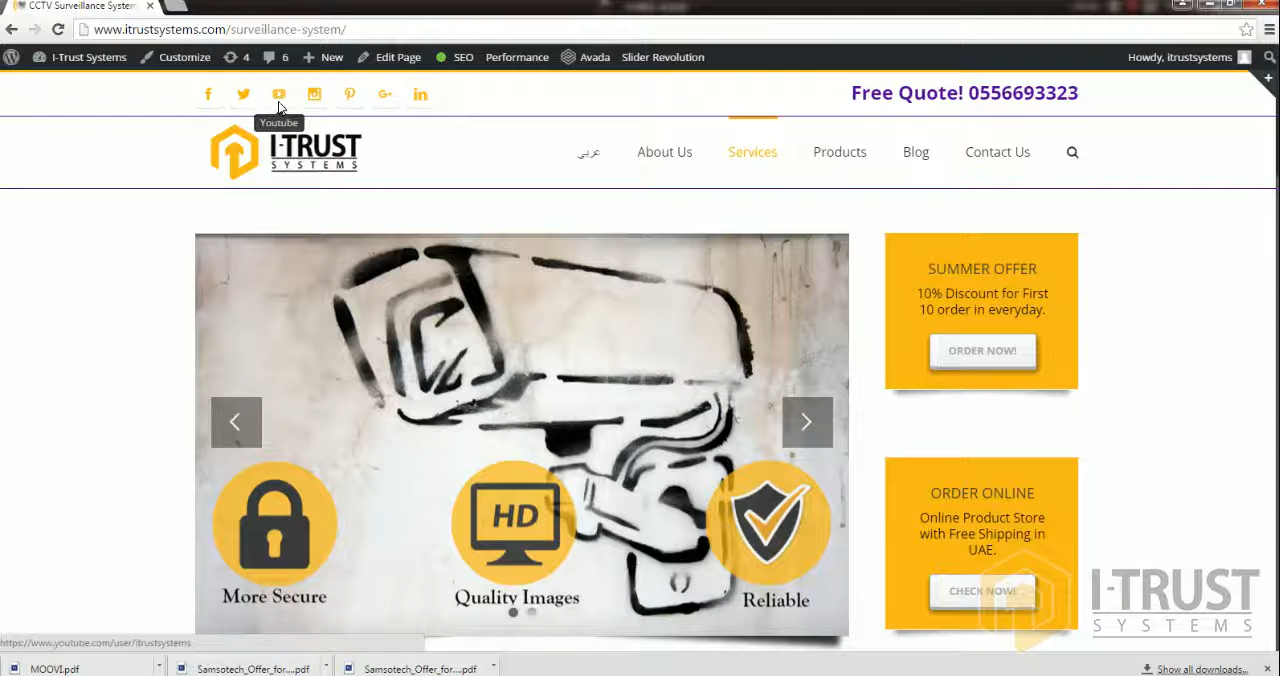 CCTV Surveillance System
www.itrustsystems.com/surveillance-system/
I-Trust Systems Customize 4 6 New Edit Page SEO Performance Avada Slider Revolution Howdy, itrustsystems
Free Quote! 0556693323
Youtube
I-TRUST
SYSTEMS
عربي About Us Services Products Blog Contact Us
SUMMER OFFER
10% Discount for First
10 order in everyday.
ORDER NOW!
HD
More Secure Quality Images Reliable
ORDER ONLINE
Online Product Store
with Free Shipping in
UAE.
CHECK NOW!
I-TRUST
SYSTEMS
https://www.youtube.com/user/itrustsystems
MOOVI.pdf Samsotech_Offer_for....pdf Samsotech_Offer_for....pdf Show all downloads...